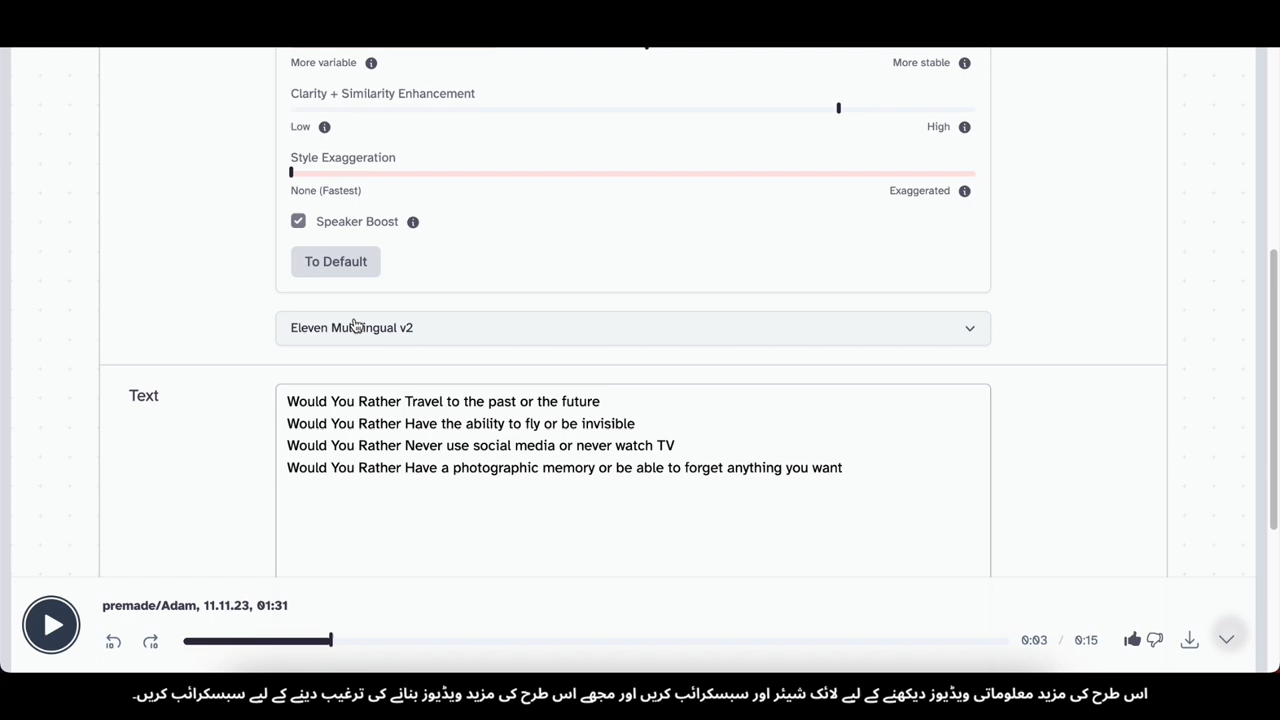 More variable
More stable
Clarity + Similarity Enhancement
Low
High
Style Exaggeration
None (Fastest)
Exaggerated
Speaker Boost
To Default
Eleven Multilingual v2
Text
Would You Rather Travel to the past or the future
Would You Rather Have the ability to fly or be invisible
Would You Rather Never use social media or never watch TV
Would You Rather Have a photographic memory or be able to forget anything you want
premade/Adam, 11.11.23, 01:31
10 10 0:03 / 0:15
اس طرح کی مزید معلوماتی ویڈیوز دیکھنے کے لیے لائک شیئر اور سبسکرائب کریں اور مجھے اس طرح کی مزید ویڈیوز بنانے کی ترغیب دینے کے لیے سبسکرائب کریں۔